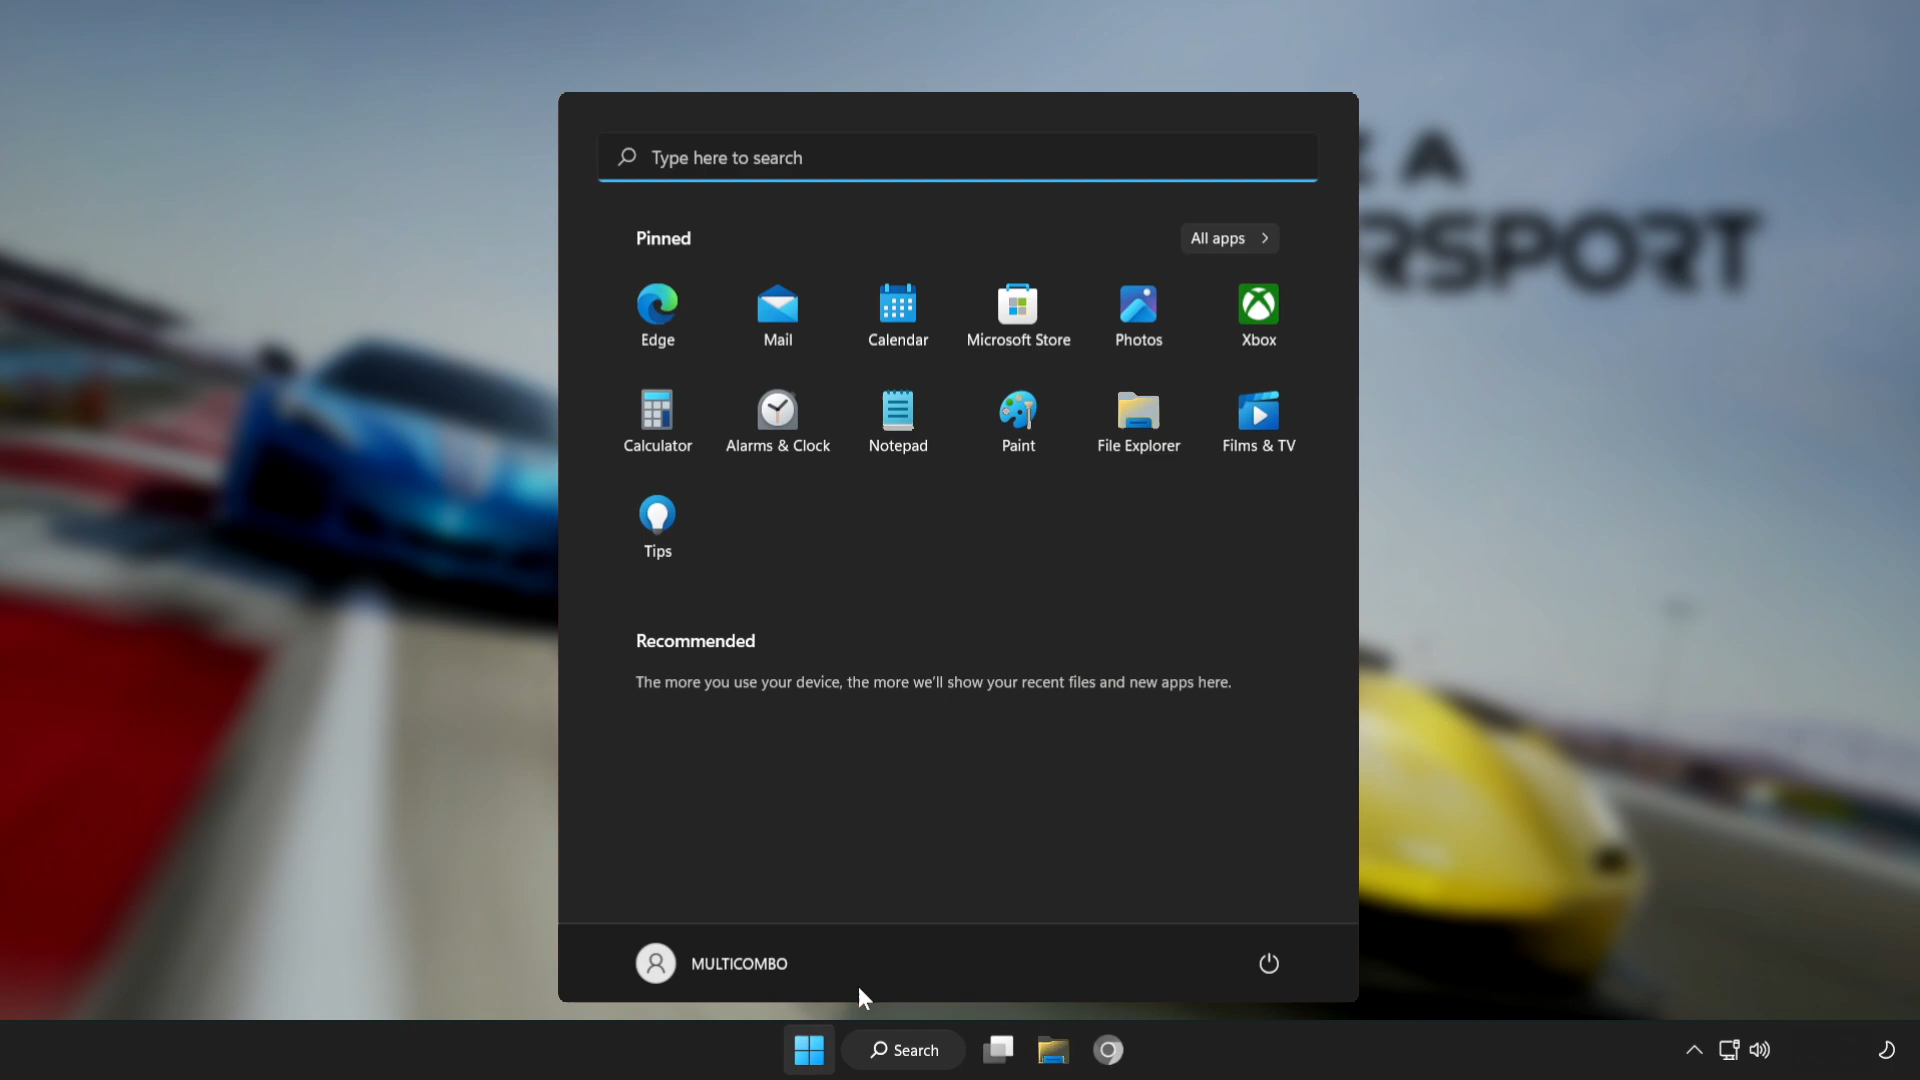 Type here to search
Pinned
All apps
Edge
Mail
Calendar
Microsoft Store
Photos
Xbox
Calculator
Alarms & Clock
Notepad
Paint
File Explorer
Films & TV
Tips
Recommended
The more you use your device, the more we'll show your recent files and new apps here.
MULTICOMBO
Search
A
RSPORT